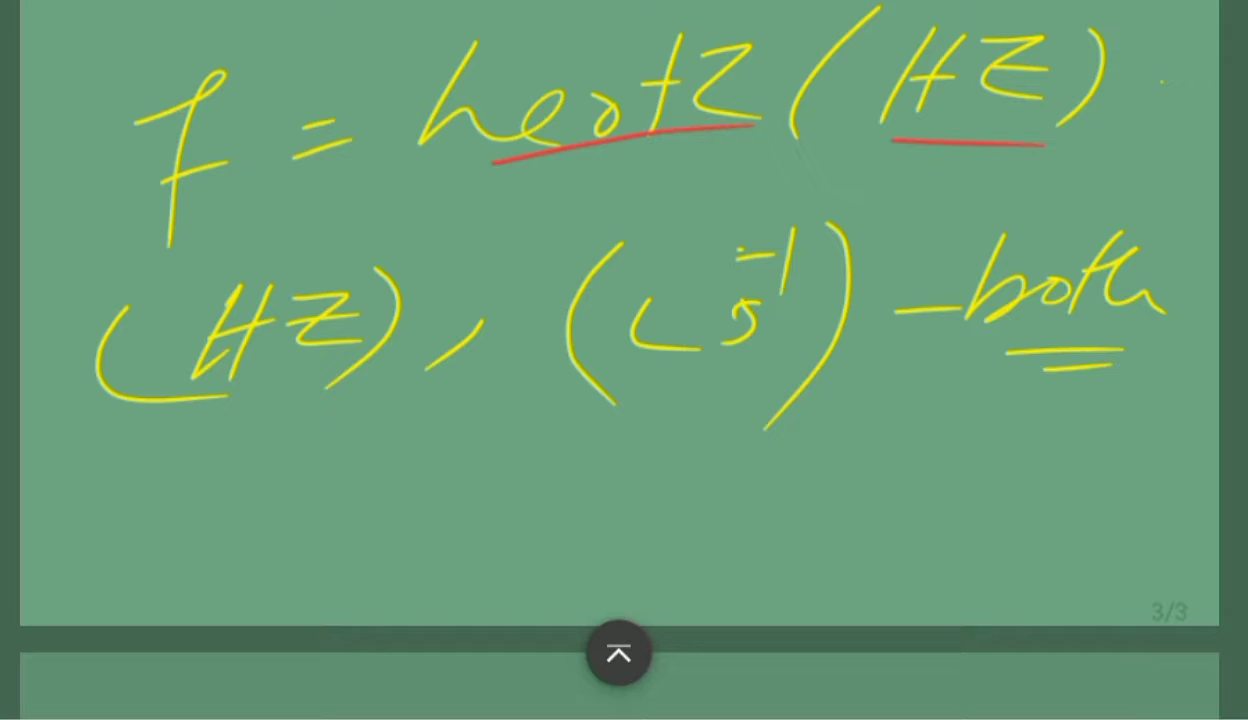 f = hertz (HZ)
(HZ), (s⁻¹) - both
3/3